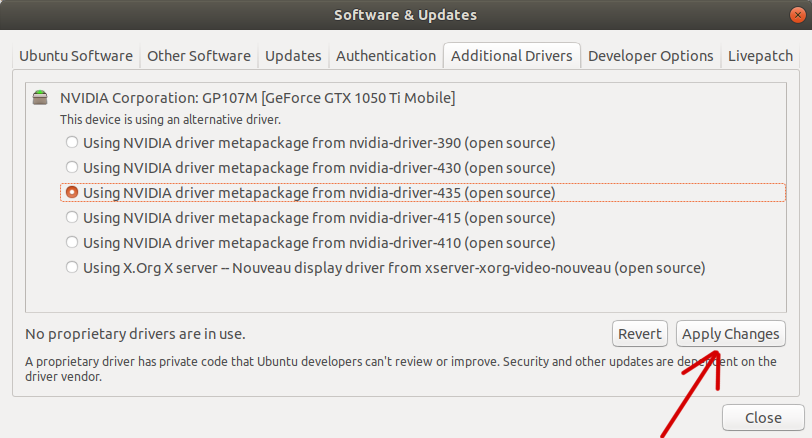 Software & Updates
Ubuntu Software Other Software Updates Authentication Additional Drivers Developer Options Livepatch
NVIDIA Corporation: GP107M [GeForce GTX 1050 Ti Mobile]
This device is using an alternative driver.
Using NVIDIA driver metapackage from nvidia-driver-390 (open source)
Using NVIDIA driver metapackage from nvidia-driver-430 (open source)
Using NVIDIA driver metapackage from nvidia-driver-435 (open source)
Using NVIDIA driver metapackage from nvidia-driver-415 (open source)
Using NVIDIA driver metapackage from nvidia-driver-410 (open source)
Using X.Org X server -- Nouveau display driver from xserver-xorg-video-nouveau (open source)
No proprietary drivers are in use. Revert Apply Changes
A proprietary driver has private code that Ubuntu developers can't review or improve. Security and other updates are dependent on the
driver vendor.
Close